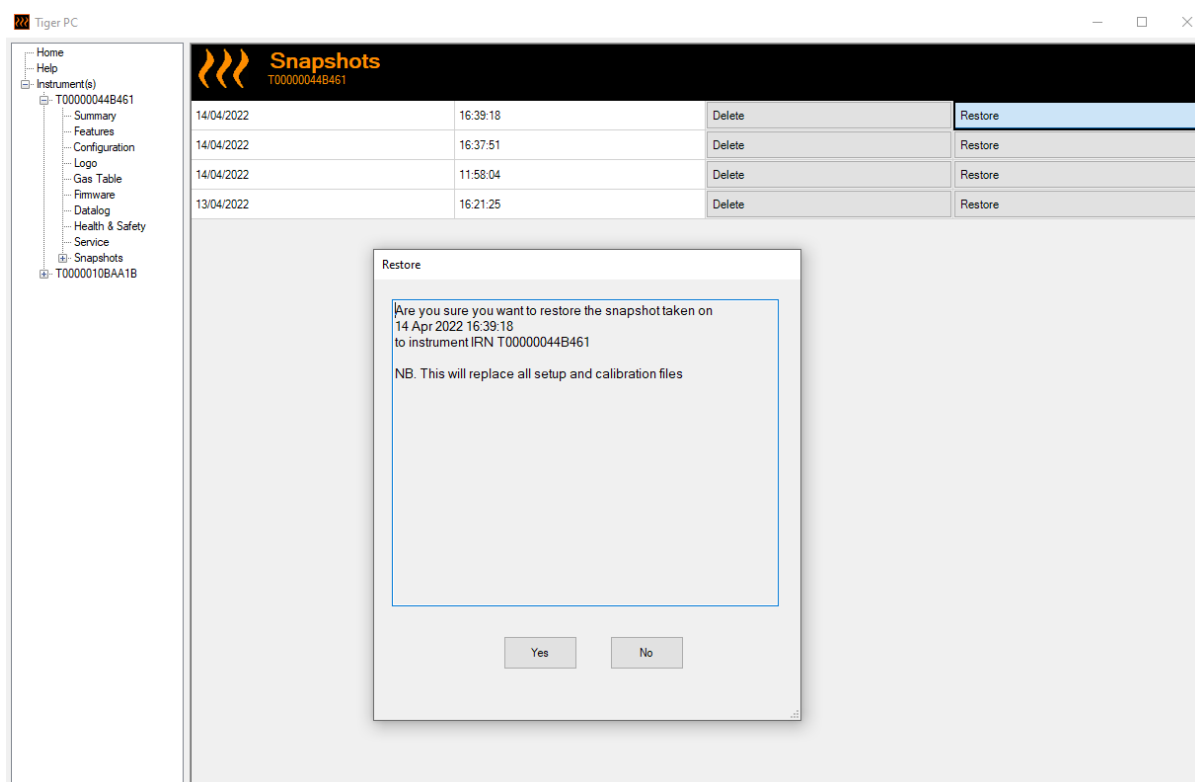 Tiger PC
Home
Help
Instrument(s)
T00000044B461
Summary
Features
Configuration
Logo
Gas Table
Firmware
Datalog
Health & Safety
Service
Snapshots
T0000010BAA1B
Snapshots
T00000044B461
14/04/2022 16:39:18 Delete Restore
14/04/2022 16:37:51 Delete Restore
14/04/2022 11:58:04 Delete Restore
13/04/2022 16:21:25 Delete Restore
Restore
Are you sure you want to restore the snapshot taken on
14 Apr 2022 16:39:18
to instrument IRN T00000044B461
NB. This will replace all setup and calibration files
Yes No